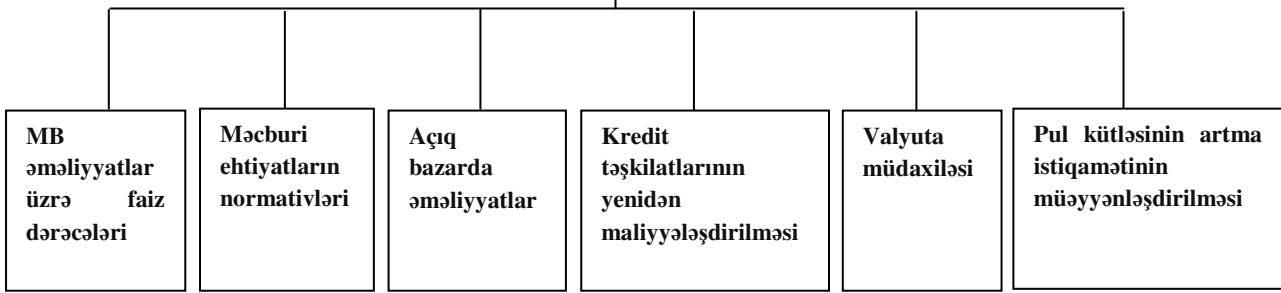 MB
əməliyyatlar
üzrə faiz
dərəcələri
Məcburi
ehtiyatların
normativləri
Açıq
bazarda
əməliyyatlar
Kredit
təşkilatlarının
yenidən
maliyyələşdirilməsi
Valyuta
müdaxiləsi
Pul kütləsinin artma
istiqamətinin
müəyyənləşdirilməsi